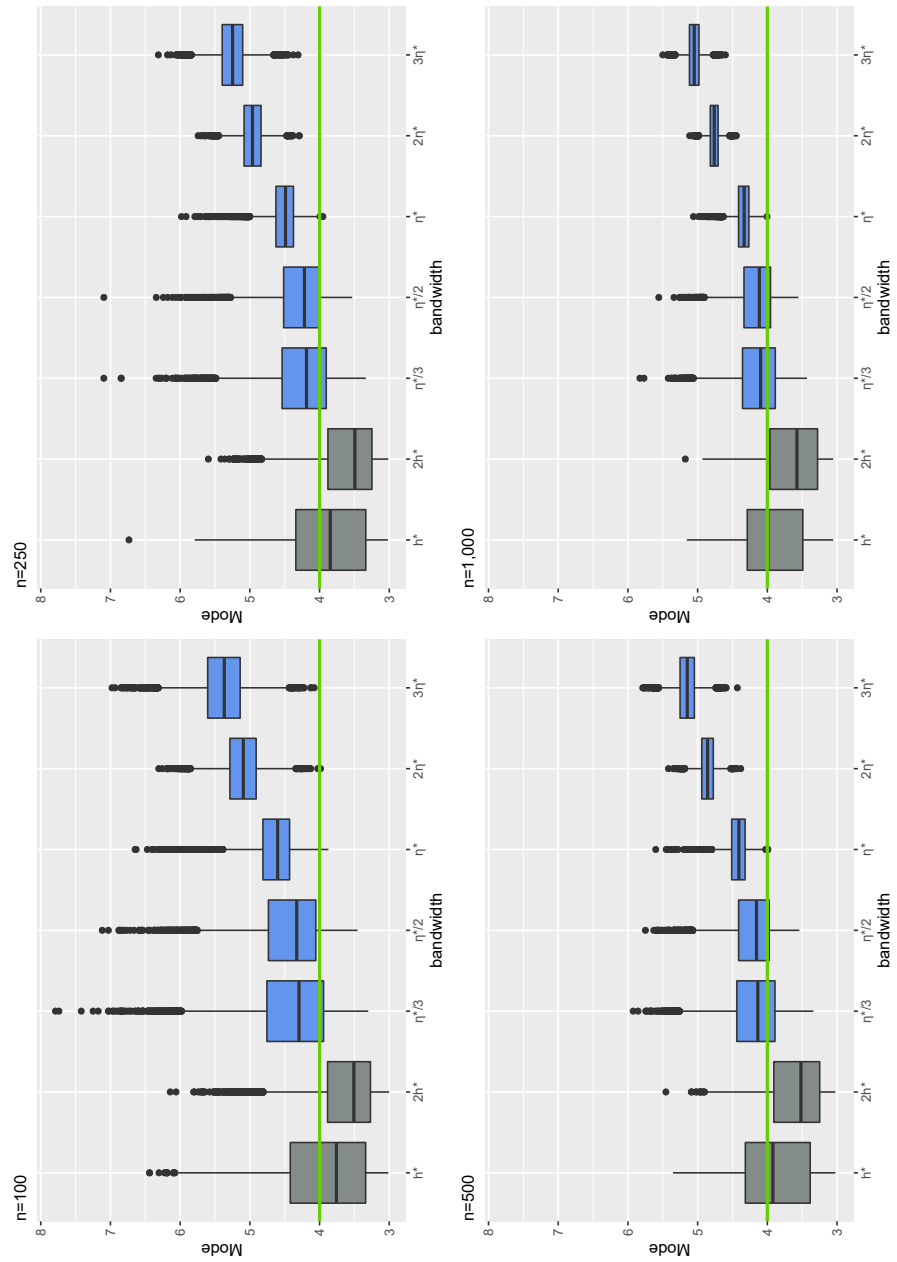 n=100
8
7
6
5
4
3
Mode
h*
2h*
η*/3
η*/2
η*
2η*
3η*
bandwidth
n=250
8
7
6
5
4
3
Mode
h*
2h*
η*/3
η*/2
η*
2η*
3η*
bandwidth
n=500
8
7
6
5
4
3
Mode
h*
2h*
η*/3
η*/2
η*
2η*
3η*
bandwidth
n=1,000
8
7
6
5
4
3
Mode
h*
2h*
η*/3
η*/2
η*
2η*
3η*
bandwidth